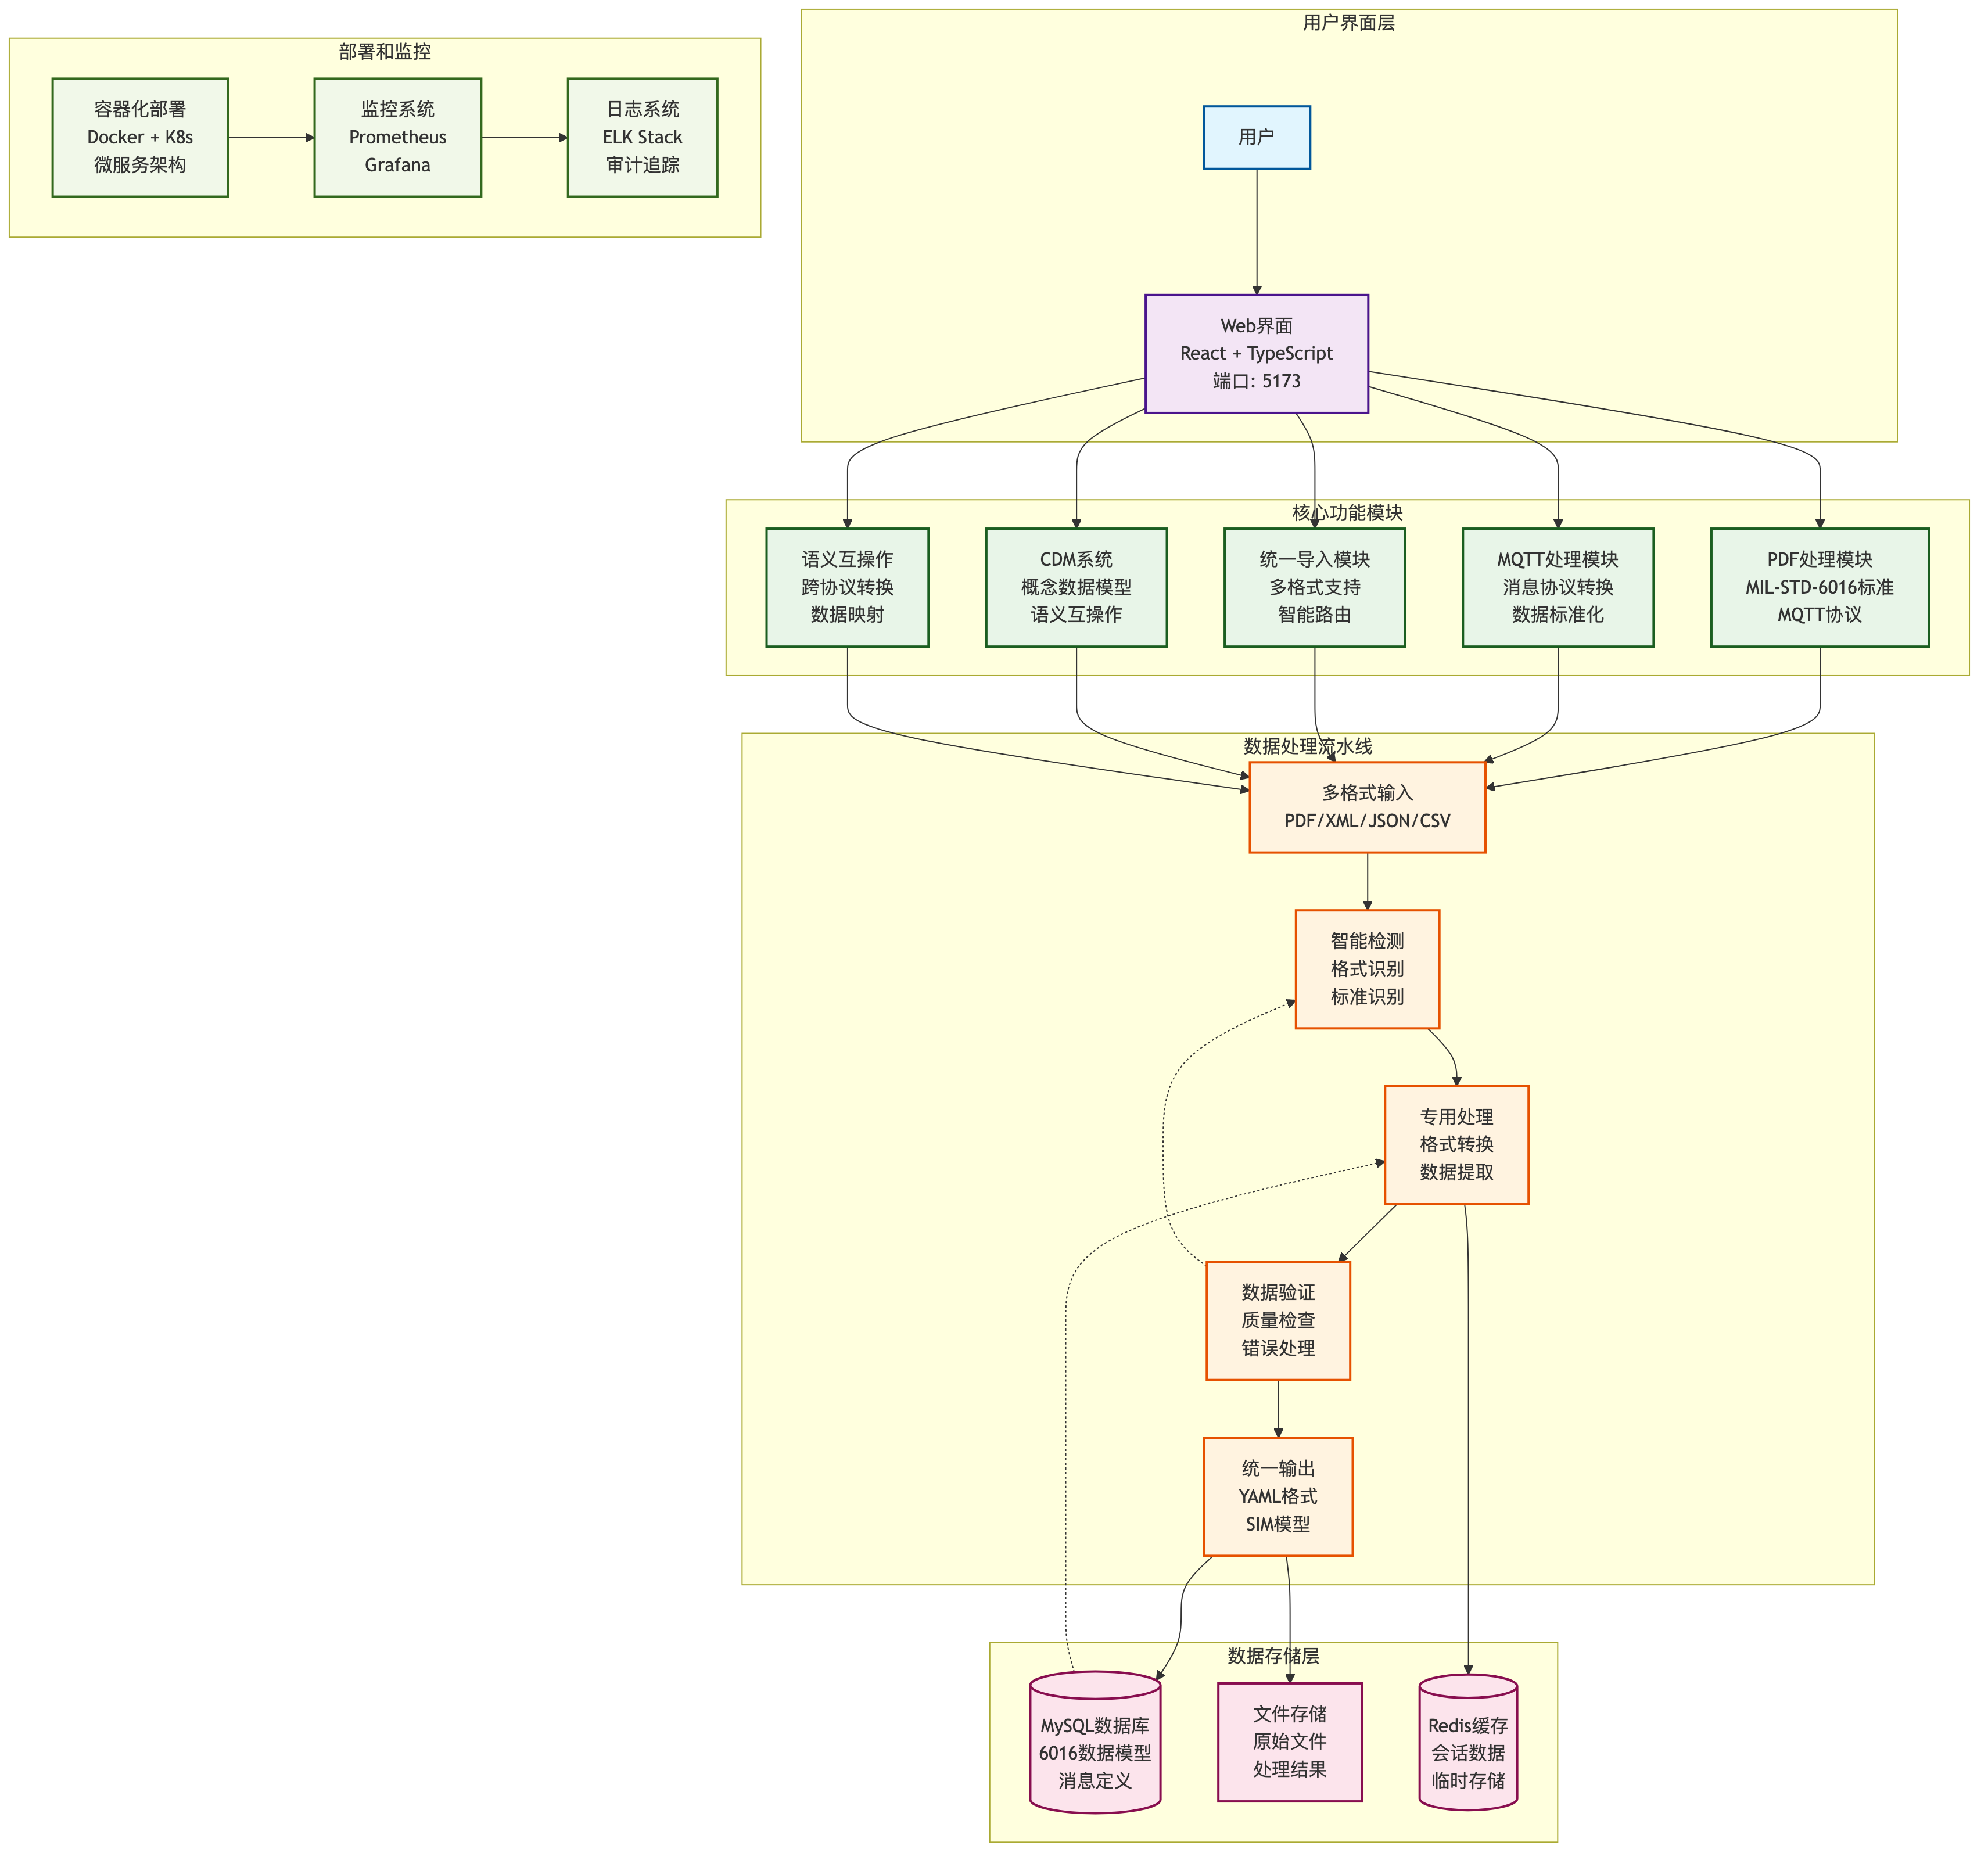 部署和监控
容器化部署
Docker + K8s
微服务架构
监控系统
Prometheus
Grafana
日志系统
ELK Stack
审计追踪
用户界面层
用户
Web界面
React + TypeScript
端口: 5173
核心功能模块
语义互操作
跨协议转换
数据映射
CDM系统
概念数据模型
语义互操作
统一导入模块
多格式支持
智能路由
MQTT处理模块
消息协议转换
数据标准化
PDF处理模块
MIL-STD-6016标准
MQTT协议
数据处理流水线
多格式输入
PDF/XML/JSON/CSV
智能检测
格式识别
标准识别
专用处理
格式转换
数据提取
数据验证
质量检查
错误处理
统一输出
YAML格式
SIM模型
数据存储层
MySQL数据库
6016数据模型
消息定义
文件存储
原始文件
处理结果
Redis缓存
会话数据
临时存储